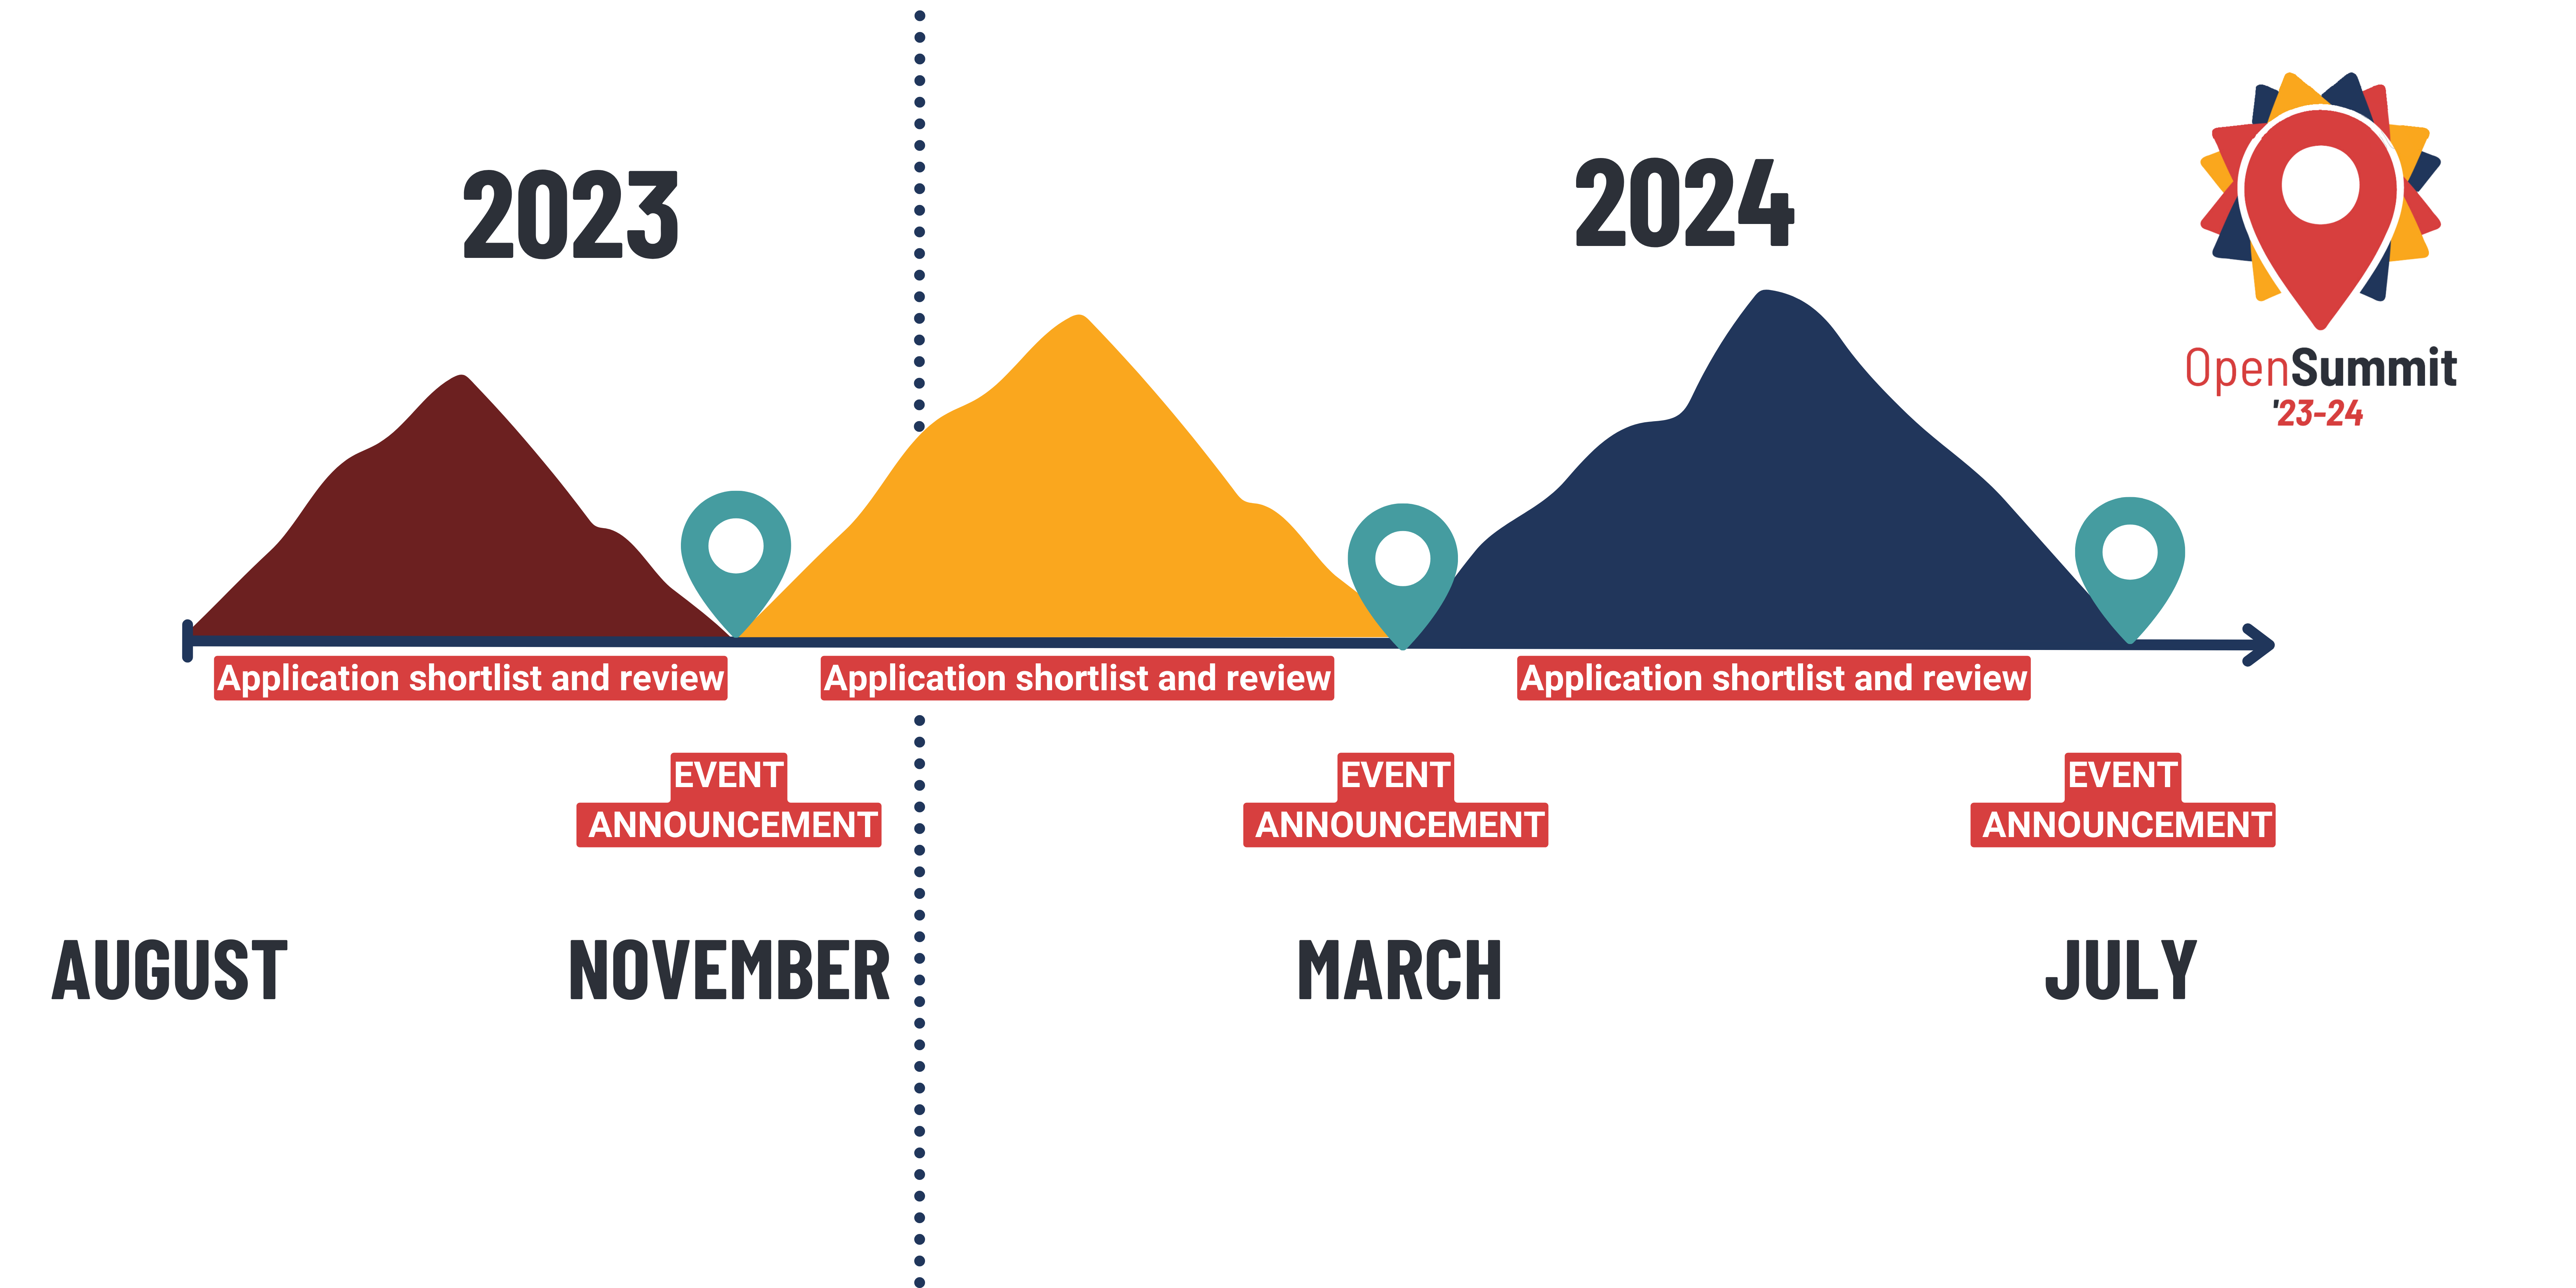 2023
2024
OpenSummit
'23-24
Application shortlist and review
Application shortlist and review
Application shortlist and review
EVENT
ANNOUNCEMENT
EVENT
ANNOUNCEMENT
EVENT
ANNOUNCEMENT
AUGUST
NOVEMBER
MARCH
JULY